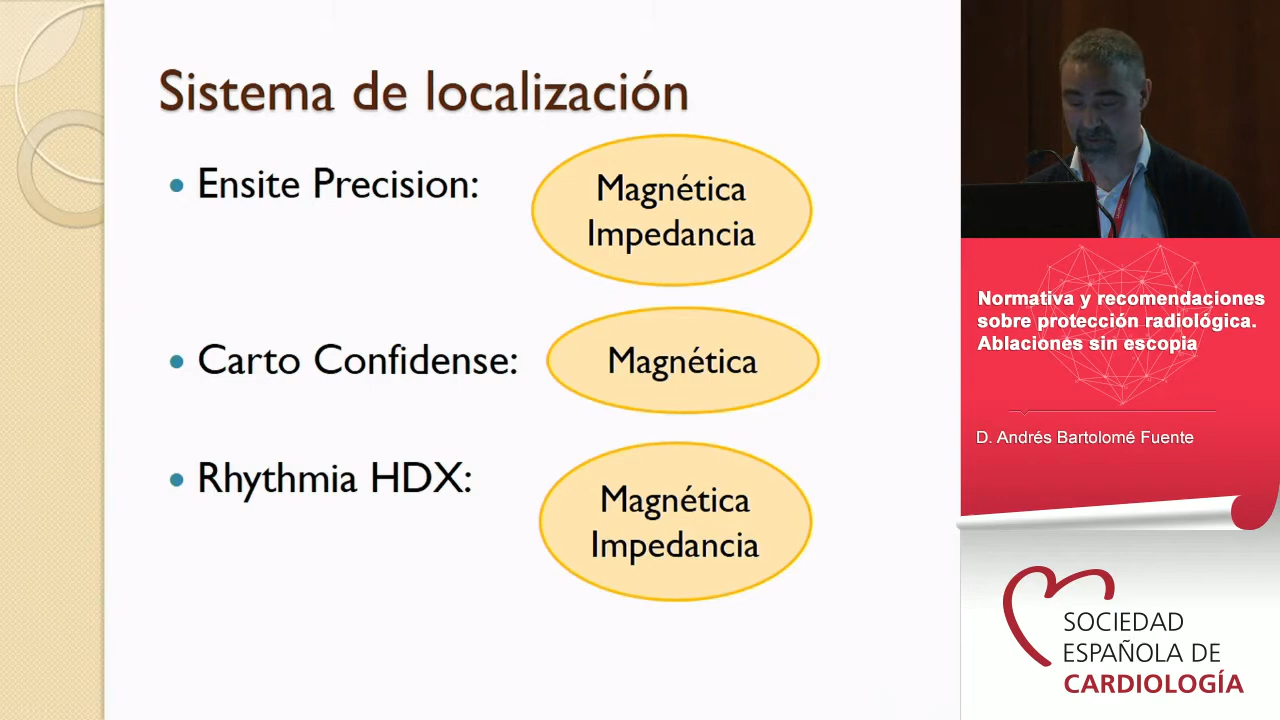 Sistema de localización
• Ensite Precision:
Magnética
Impedancia
• Carto Confidense:
Magnética
• Rhythmia HDX:
Magnética
Impedancia
Normativa y recomendaciones
sobre protección radiológica.
Ablaciones sin escopia
D. Andrés Bartolomé Fuente
SOCIEDAD
ESPAÑOLA DE
CARDIOLOGÍA